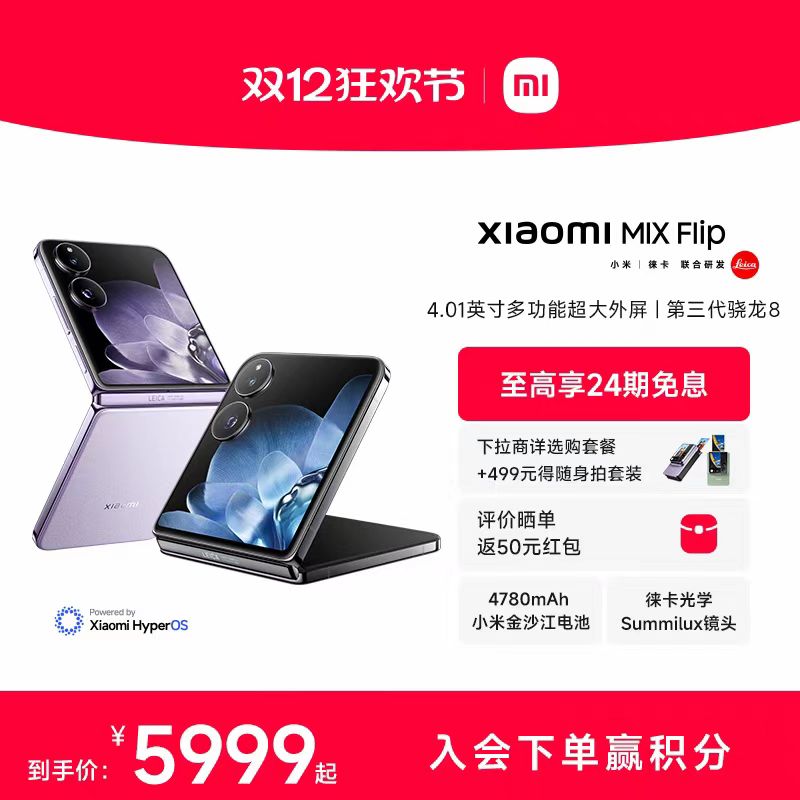 双12狂欢节
xiaomi MIX Flip
小米 | 徕卡 联合研发 Leica
4.01英寸多功能超大外屏 | 第三代骁龙8
至高享24期免息
下拉商详选购套餐
+499元得随身拍套装
评价晒单
返50元红包
4780mAh
小米金沙江电池
徕卡光学
Summilux镜头
LEICA
xiaomi
LEICA
Powered by
Xiaomi HyperOS
到手价: ¥5999起
入会下单赢积分